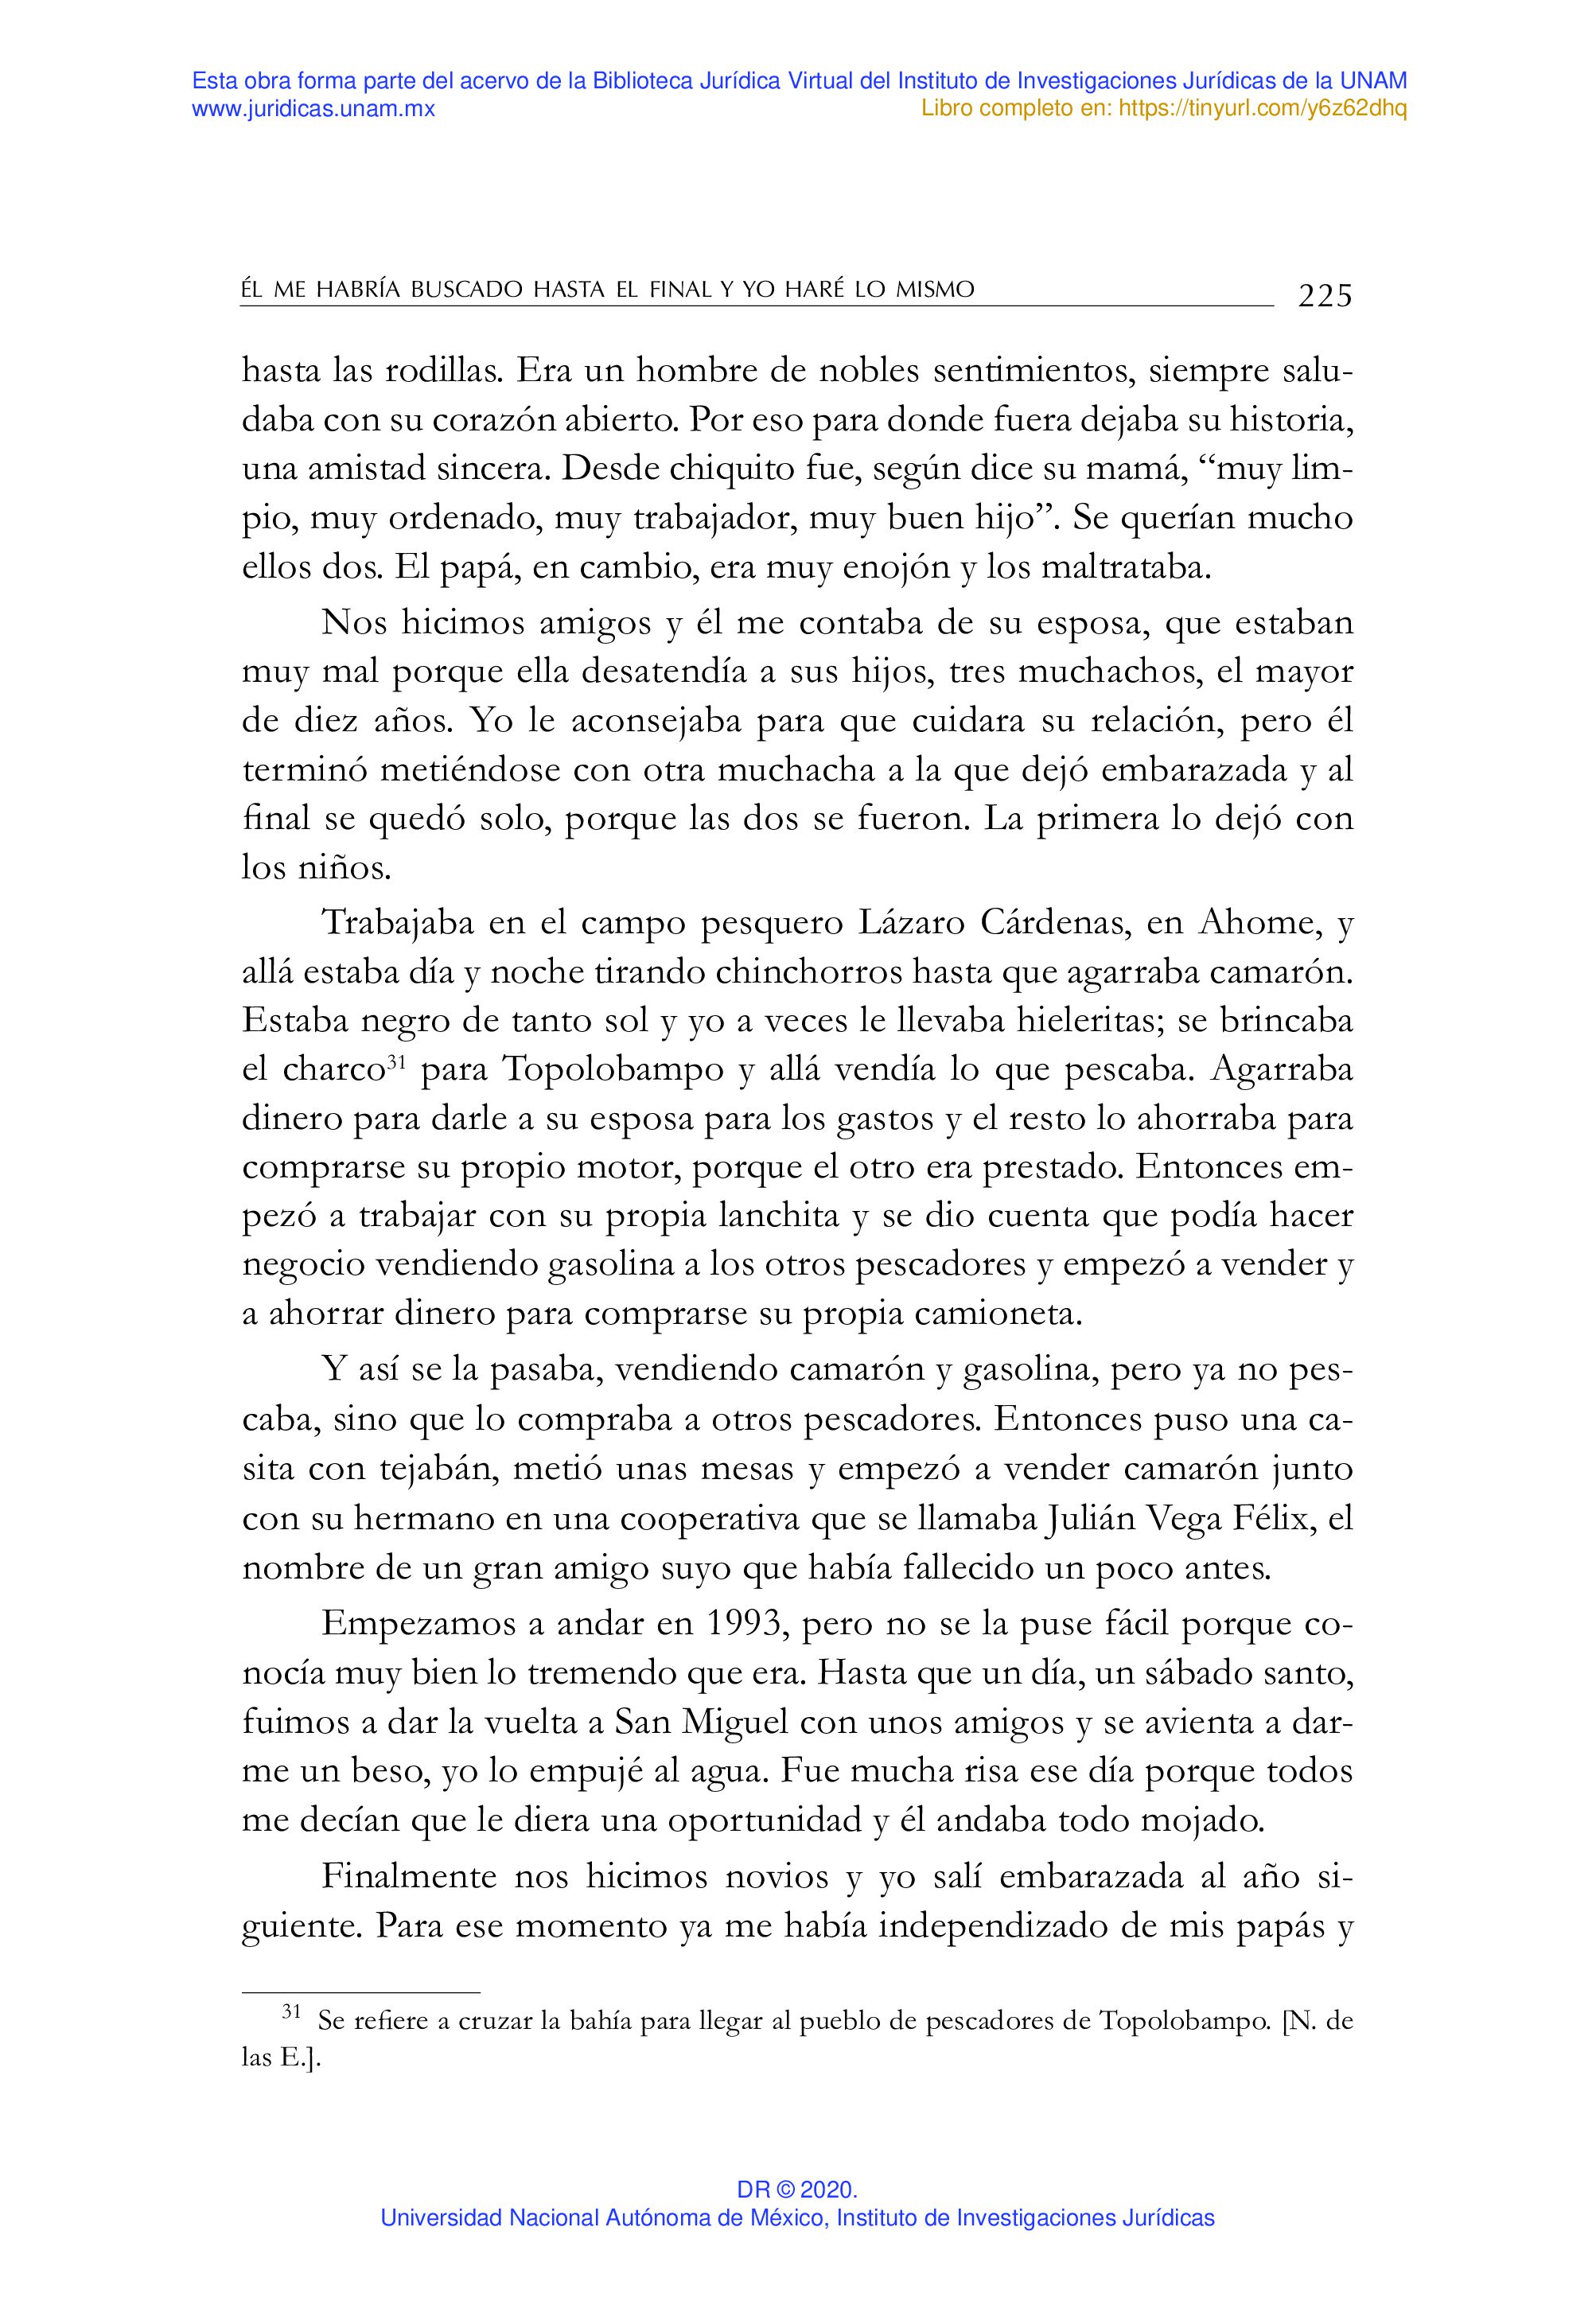 Esta obra forma parte del acervo de la Biblioteca Jurídica Virtual del Instituto de Investigaciones Jurídicas de la UNAM
www.juridicas.unam.mx
Libro completo en: https://tinyurl.com/y6z62dhq
ÉL ME HABRÍA BUSCADO HASTA EL FINAL Y YO HARÉ LO MISMO
225
hasta las rodillas. Era un hombre de nobles sentimientos, siempre salu-
daba con su corazón abierto. Por eso para donde fuera dejaba su historia,
una amistad sincera. Desde chiquito fue, según dice su mamá, “muy lim-
pio, muy ordenado, muy trabajador, muy buen hijo”. Se querían mucho
ellos dos. El papá, en cambio, era muy enojón y los maltrataba.
Nos hicimos amigos y él me contaba de su esposa, que estaban
muy mal porque ella desatendía a sus hijos, tres muchachos, el mayor
de diez años. Yo le aconsejaba para que cuidara su relación, pero él
terminó metiéndose con otra muchacha a la que dejó embarazada y al
final se quedó solo, porque las dos se fueron. La primera lo dejó con
los niños.
Trabajaba en el campo pesquero Lázaro Cárdenas, en Ahome, y
allá estaba día y noche tirando chinchorros hasta que agarraba camarón.
Estaba negro de tanto sol y yo a veces le llevaba hieleritas; se brincaba
el charco31 para Topolobampo y allá vendía lo que pescaba. Agarraba
dinero para darle a su esposa para los gastos y el resto lo ahorraba para
comprarse su propio motor, porque el otro era prestado. Entonces em-
pezó a trabajar con su propia lanchita y se dio cuenta que podía hacer
negocio vendiendo gasolina a los otros pescadores y empezó a vender y
a ahorrar dinero para comprarse su propia camioneta.
Y así se la pasaba, vendiendo camarón y gasolina, pero ya no pes-
caba, sino que lo compraba a otros pescadores. Entonces puso una ca-
sita con tejabán, metió unas mesas y empezó a vender camarón junto
con su hermano en una cooperativa que se llamaba Julián Vega Félix, el
nombre de un gran amigo suyo que había fallecido un poco antes.
Empezamos a andar en 1993, pero no se la puse fácil porque co-
nocía muy bien lo tremendo que era. Hasta que un día, un sábado santo,
fuimos a dar la vuelta a San Miguel con unos amigos y se avienta a dar-
me un beso, yo lo empujé al agua. Fue mucha risa ese día porque todos
me decían que le diera una oportunidad y él andaba todo mojado.
Finalmente nos hicimos novios y yo salí embarazada al año si-
guiente. Para ese momento ya me había independizado de mis papás y
31 Se refiere a cruzar la bahía para llegar al pueblo de pescadores de Topolobampo. [N. de
las E.].
DR © 2020.
Universidad Nacional Autónoma de México, Instituto de Investigaciones Jurídicas